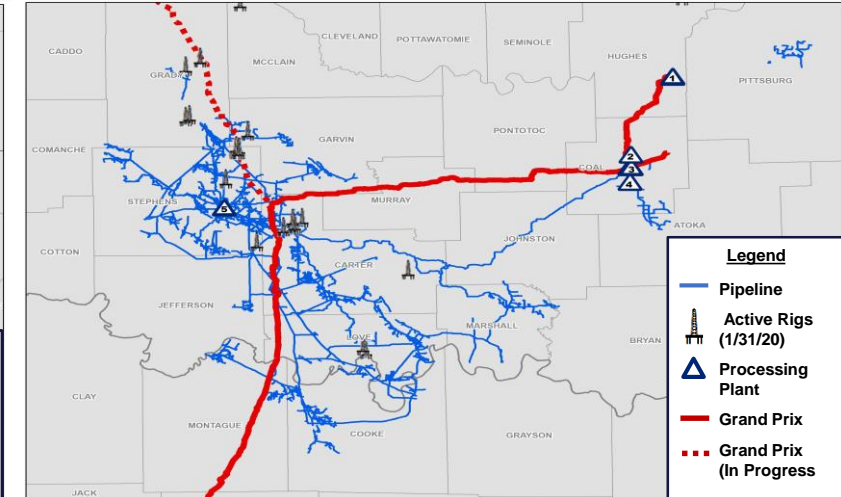 CLEVELAND
POTTAWATOMIE
SEMINOLE
CADDO
MCCLAIN
HUGHES
GRADY
PITTSBURG
1
PONTOTOC
GARVIN
COMANCHE
2
COAL
3
4
STEPHENS
5
MURRAY
ATOKA
JOHNSTON
COTTON
CARTER
JEFFERSON
MARSHALL
LOVE
BRYAN
CLAY
MONTAGUE
COOKE
GRAYSON
JACK
Legend
Pipeline
Active Rigs
(1/31/20)
Processing
Plant
Grand Prix
Grand Prix
(In Progress